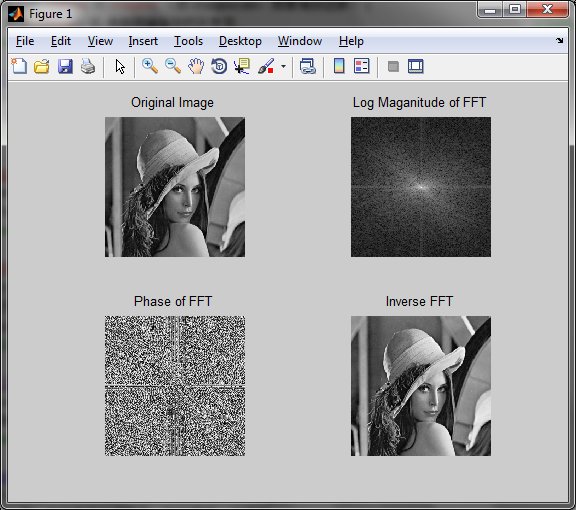 Figure 1
File Edit View Insert Tools Desktop Window Help
Original Image
Log Maganitude of FFT
Phase of FFT
Inverse FFT